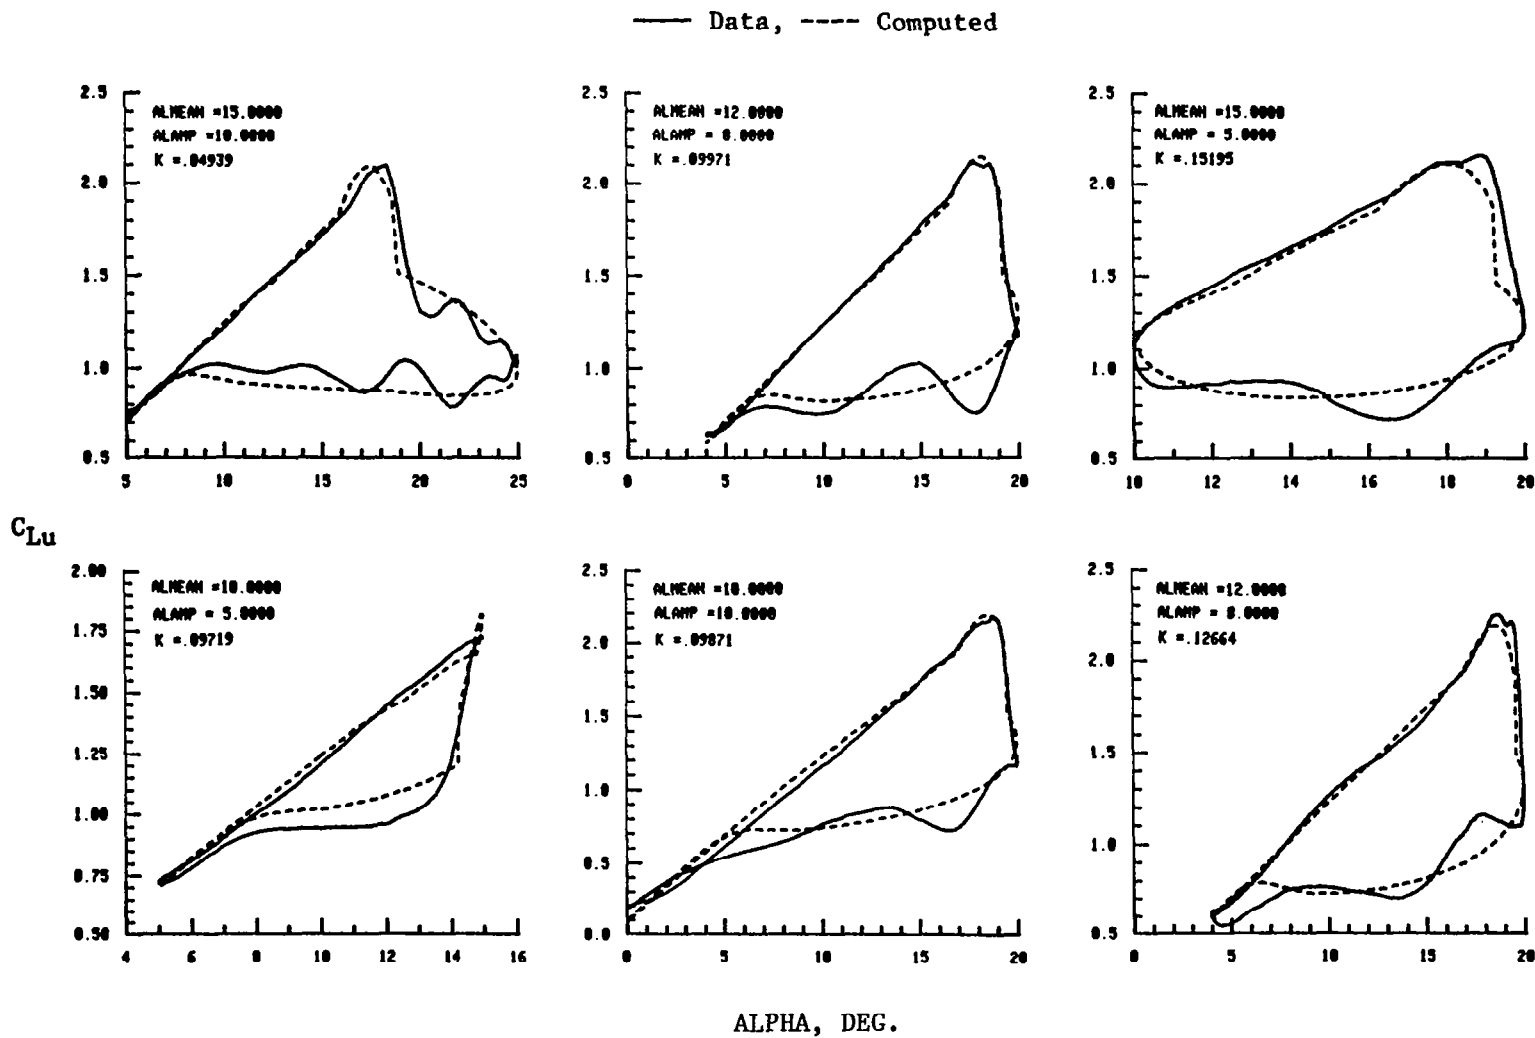 Data, Computed
2.5 2.0 1.5 1.0 0.5
ALMEAN =15.0000
ALAMP =10.0000
K =.04939
5 10 15 20 25
2.5 2.0 1.5 1.0 0.5
ALMEAN =12.0000
ALAMP = 8.0000
K =.09971
0 5 10 15 20
2.5 2.0 1.5 1.0 0.5
ALMEAN =15.0000
ALAMP = 5.0000
K =.15195
10 12 14 16 18 20
CLu
2.00 1.75 1.50 1.25 1.00 0.75 0.50
ALMEAN =10.0000
ALAMP = 5.0000
K =.09719
4 6 8 10 12 14 16
2.5 2.0 1.5 1.0 0.5 0.0
ALMEAN =10.0000
ALAMP =10.0000
K =.09871
0 5 10 15 20
2.5 2.0 1.5 1.0 0.5
ALMEAN =12.0000
ALAMP = 8.0000
K =.12664
0 5 10 15 20
ALPHA, DEG.